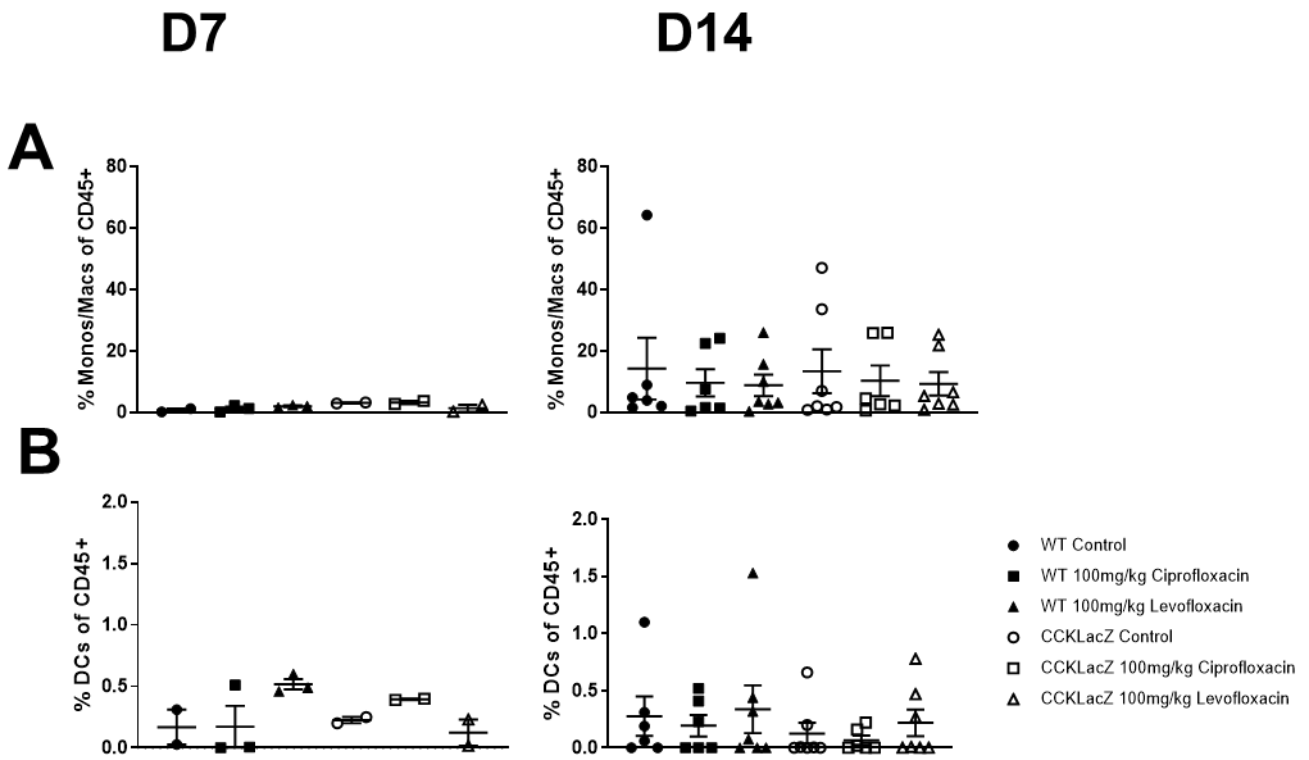 D7
D14
A
% Monos/Macs of CD45+
80
60
40
20
0
% Monos/Macs of CD45+
80
60
40
20
0
B
% DCs of CD45+
2.0
1.5
1.0
0.5
0.0
% DCs of CD45+
2.0
1.5
1.0
0.5
0.0
WT Control
WT 100mg/kg Ciprofloxacin
WT 100mg/kg Levofloxacin
CCKLacZ Control
CCKLacZ 100mg/kg Ciprofloxacin
CCKLacZ 100mg/kg Levofloxacin